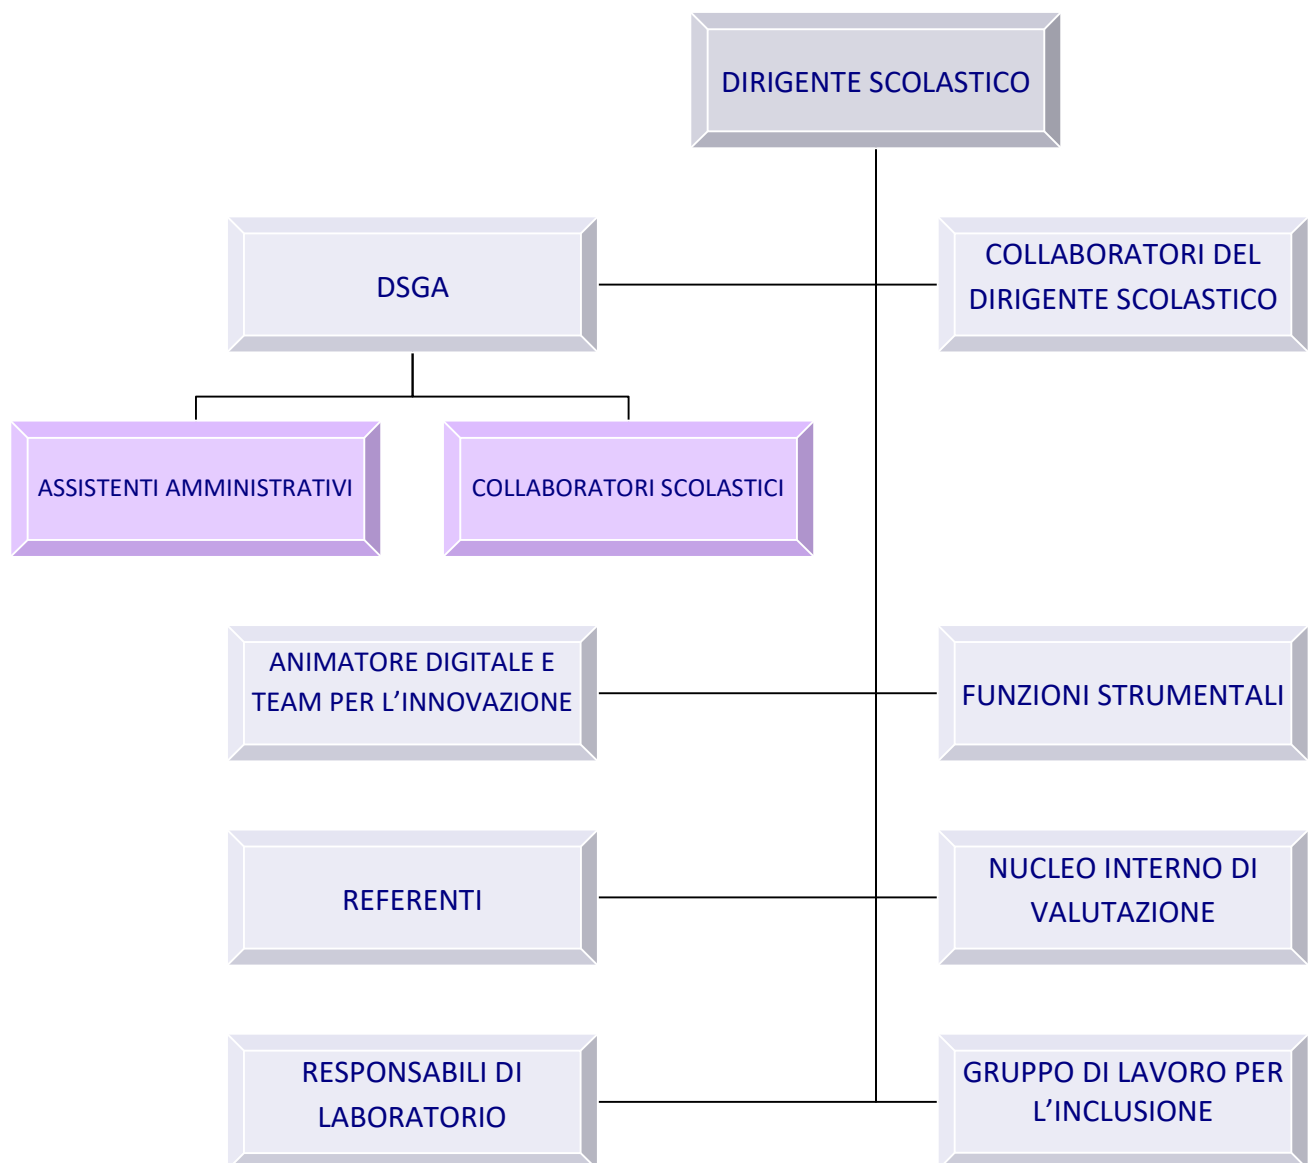 DIRIGENTE SCOLASTICO
DSGA
COLLABORATORI DEL
DIRIGENTE SCOLASTICO
ASSISTENTI AMMINISTRATIVI
COLLABORATORI SCOLASTICI
ANIMATORE DIGITALE E
TEAM PER L’INNOVAZIONE
FUNZIONI STRUMENTALI
REFERENTI
NUCLEO INTERNO DI
VALUTAZIONE
RESPONSABILI DI
LABORATORIO
GRUPPO DI LAVORO PER
L’INCLUSIONE